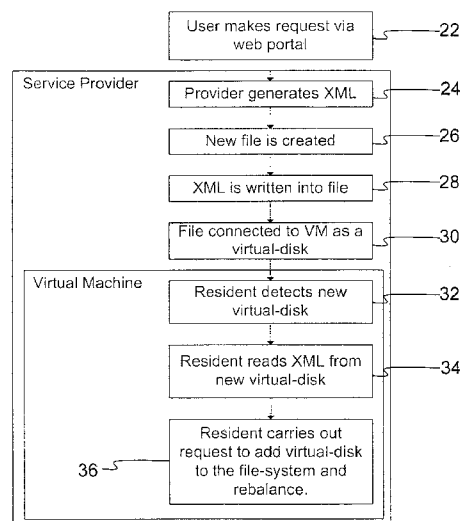 User makes request via
web portal
22
Service Provider
Provider generates XML
24
New file is created
26
XML is written into file
28
File connected to VM as a
virtual-disk
30
Virtual Machine
Resident detects new
virtual-disk
32
Resident reads XML from
new virtual-disk
34
Resident carries out
request to add virtual-disk
to the file-system and
rebalance.
36